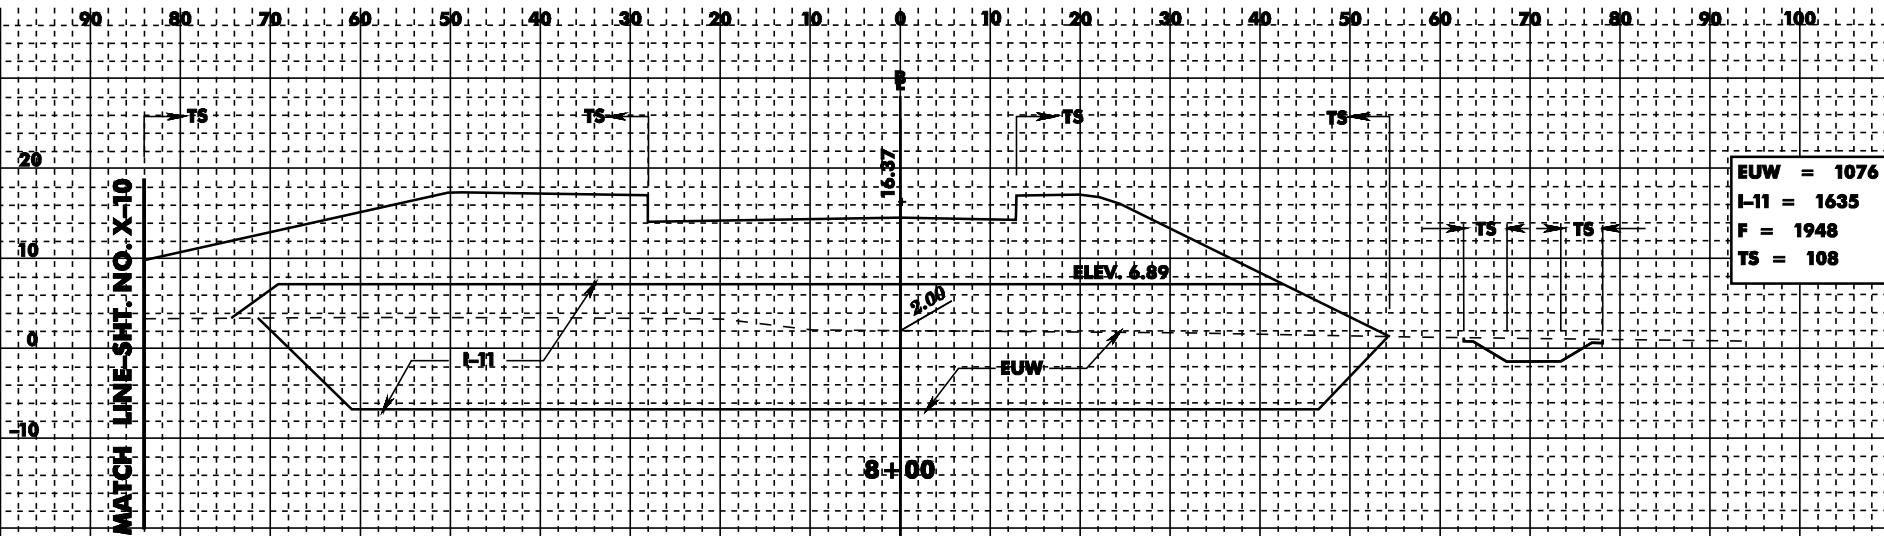 90 80 70 60 50 40 30 20 10 0 10 20 30 40 50 60 70 80 90 100
TS TS TS TS
20
10
0
-10
MATCH LINE-SHT. NO. X-10
16.37
ELEV. 6.89
2.00
I-11
EUW
TS TS
8+00
EUW = 1076
I-11 = 1635
F = 1948
TS = 108